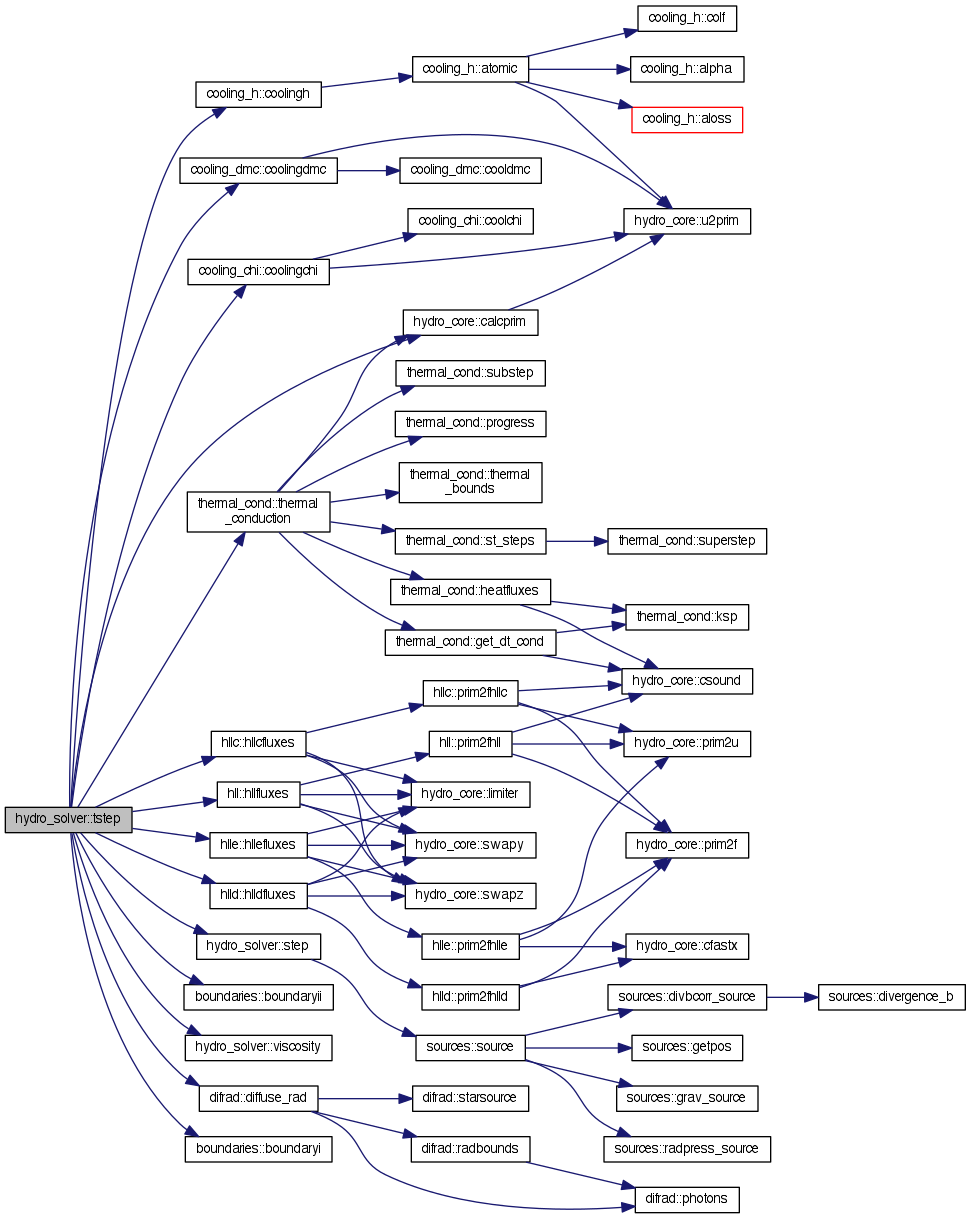 cooling_h::colf
cooling_h::atomic
cooling_h::alpha
cooling_h::coolingh
cooling_h::aloss
cooling_dmc::coolingdmc
cooling_dmc::cooldmc
cooling_chi::coolchi
hydro_core::u2prim
cooling_chi::coolingchi
hydro_core::calcprim
thermal_cond::substep
thermal_cond::progress
thermal_cond::thermal
_bounds
thermal_cond::thermal
_conduction
thermal_cond::st_steps
thermal_cond::superstep
thermal_cond::heatfluxes
thermal_cond::ksp
thermal_cond::get_dt_cond
hydro_core::csound
hllc::prim2fhllc
hllc::hllcfluxes
hll::prim2fhll
hydro_core::prim2u
hll::hllfluxes
hydro_core::limiter
hydro_solver::tstep
hlle::hllefluxes
hydro_core::swapy
hydro_core::prim2f
hlld::hlldfluxes
hydro_core::swapz
hydro_solver::step
hlle::prim2fhlle
hydro_core::cfastx
boundaries::boundaryii
hlld::prim2fhlld
sources::divbcorr_source
sources::divergence_b
hydro_solver::viscosity
sources::source
sources::getpos
difrad::diffuse_rad
difrad::starsource
sources::grav_source
boundaries::boundaryi
difrad::radbounds
sources::radpress_source
difrad::photons